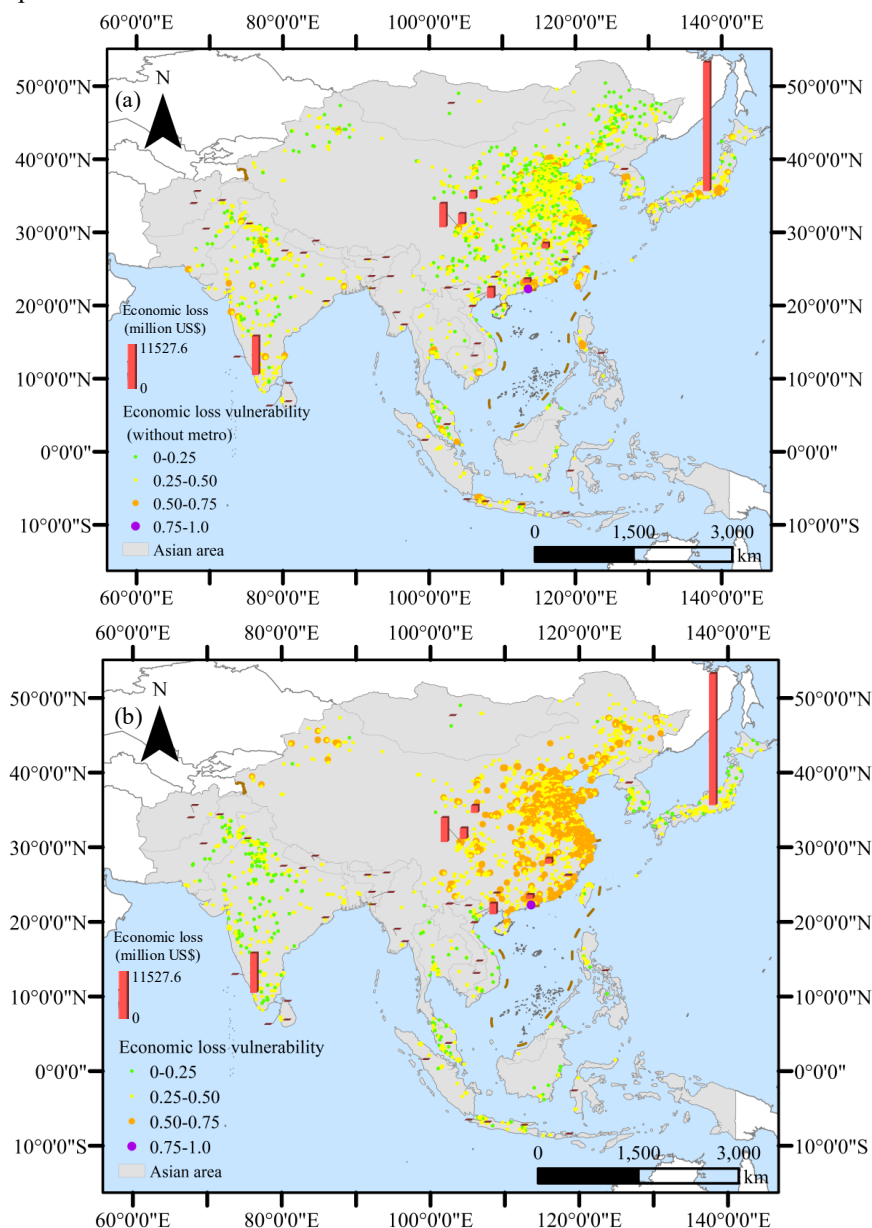 60°0'0"E 80°0'0"E 100°0'0"E 120°0'0"E 140°0'0"E
50°0'0"N 50°0'0"N
(a) N
40°0'0"N 40°0'0"N
30°0'0"N 30°0'0"N
20°0'0"N 20°0'0"N
Economic loss
(million US$)
11527.6
10°0'0"N 10°0'0"N
0
Economic loss vulnerability
(without metro)
0°0'0" 0°0'0"
0-0.25
0.25-0.50
0.50-0.75
10°0'0"S 10°0'0"S
0.75-1.0
0 1,500 3,000
Asian area
km
60°0'0"E 80°0'0"E 100°0'0"E 120°0'0"E 140°0'0"E
60°0'0"E 80°0'0"E 100°0'0"E 120°0'0"E 140°0'0"E
50°0'0"N 50°0'0"N
(b) N
40°0'0"N 40°0'0"N
30°0'0"N 30°0'0"N
20°0'0"N 20°0'0"N
Economic loss
(million US$)
11527.6
10°0'0"N 10°0'0"N
0
Economic loss vulnerability
0°0'0" 0°0'0"
0-0.25
0.25-0.50
0.50-0.75
10°0'0"S 10°0'0"S
0.75-1.0
0 1,500 3,000
Asian area
km
60°0'0"E 80°0'0"E 100°0'0"E 120°0'0"E 140°0'0"E